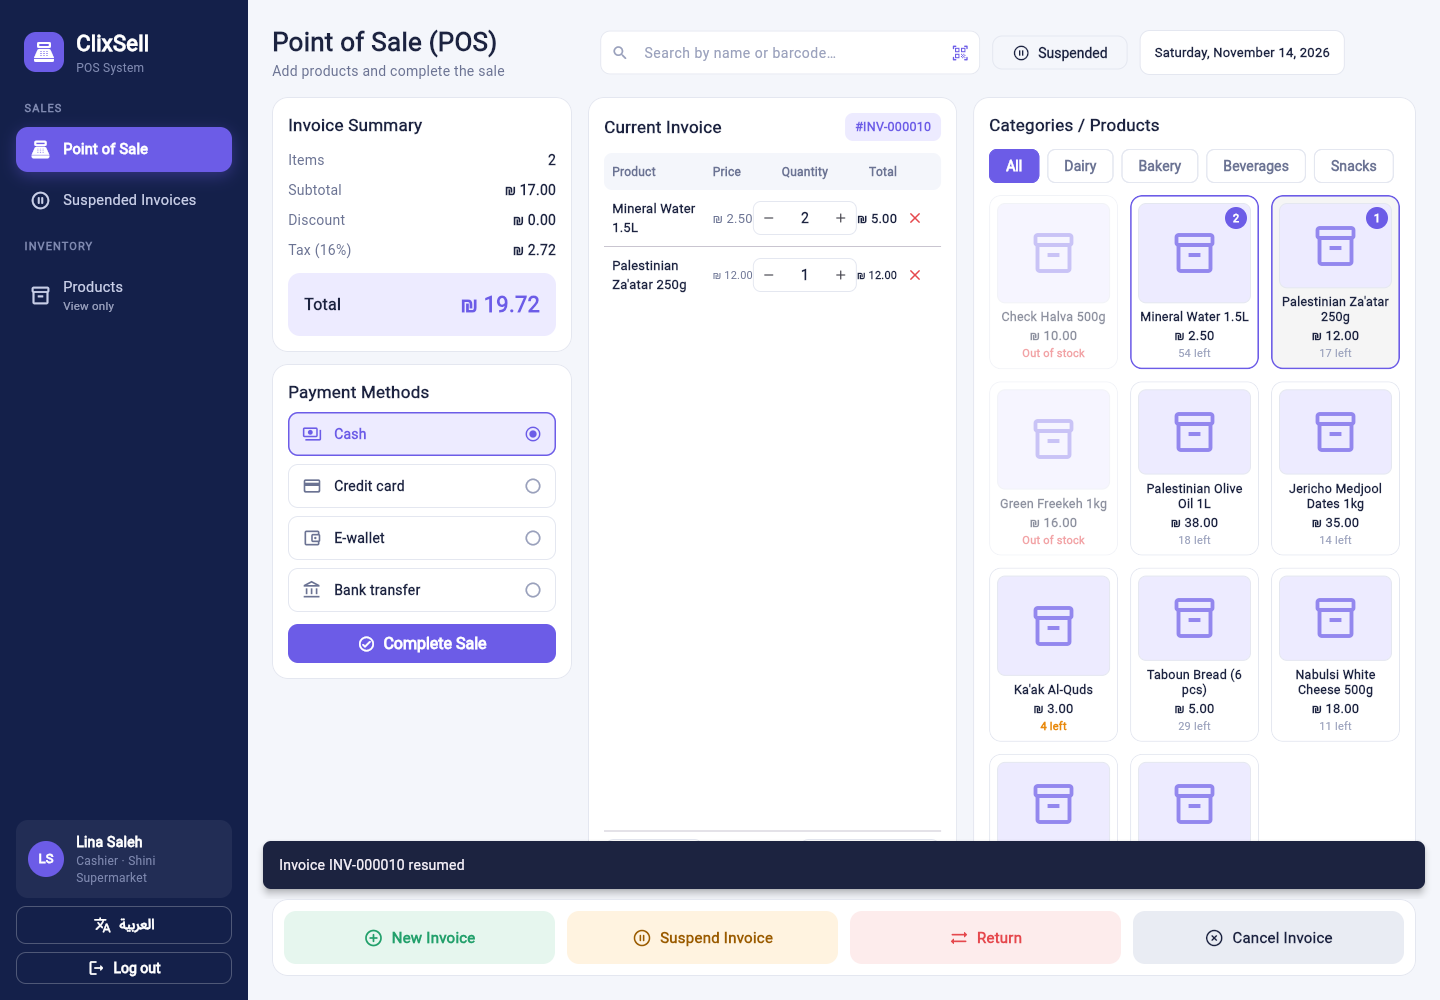 ClixSell
POS System
SALES
Point of Sale
Suspended Invoices
INVENTORY
Products
View only
LS
Lina Saleh
Cashier · Shini
Supermarket
العربية
Log out
Point of Sale (POS)
Add products and complete the sale
Search by name or barcode...
Suspended
Saturday, November 14, 2026
Invoice Summary
Items 2
Subtotal ₪ 17.00
Discount ₪ 0.00
Tax (16%) ₪ 2.72
Total ₪ 19.72
Payment Methods
Cash
Credit card
E-wallet
Bank transfer
Complete Sale
Current Invoice #INV-000010
Product Price Quantity Total
Mineral Water
1.5L
₪ 2.50 − 2 + ₪ 5.00
Palestinian
Za'atar 250g
₪ 12.00 − 1 + ₪ 12.00
Categories / Products
All Dairy Bakery Beverages Snacks
Check Halva 500g
₪ 10.00
Out of stock
2
Mineral Water 1.5L
₪ 2.50
54 left
1
Palestinian Za'atar
250g
₪ 12.00
17 left
Green Freekeh 1kg
₪ 16.00
Out of stock
Palestinian Olive
Oil 1L
₪ 38.00
18 left
Jericho Medjool
Dates 1kg
₪ 35.00
14 left
Ka'ak Al-Quds
₪ 3.00
4 left
Taboun Bread (6
pcs)
₪ 5.00
29 left
Nabulsi White
Cheese 500g
₪ 18.00
11 left
Invoice INV-000010 resumed
New Invoice
Suspend Invoice
Return
Cancel Invoice